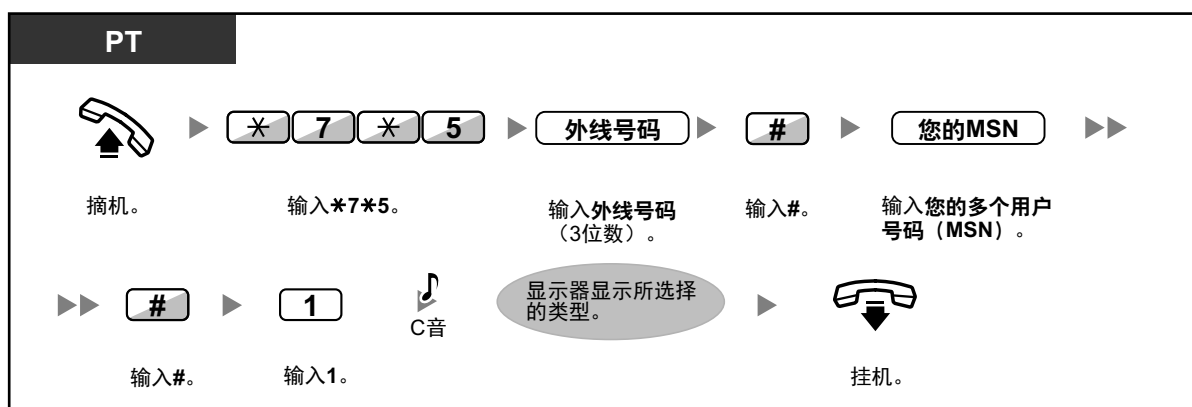 PT
*7*5 外线号码 # 您的MSN
摘机。
输入*7*5。
输入外线号码
（3位数）。
输入#。
输入您的多个用户
号码（MSN）。
# 1
C音
显示器显示所选择
的类型。
输入#。
输入1。
挂机。